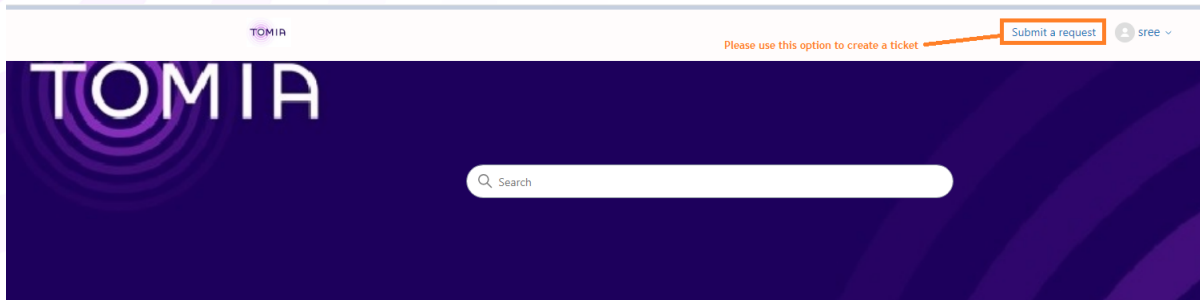 TOMIA
Submit a request
sree
Please use this option to create a ticket
TOMIA
Search